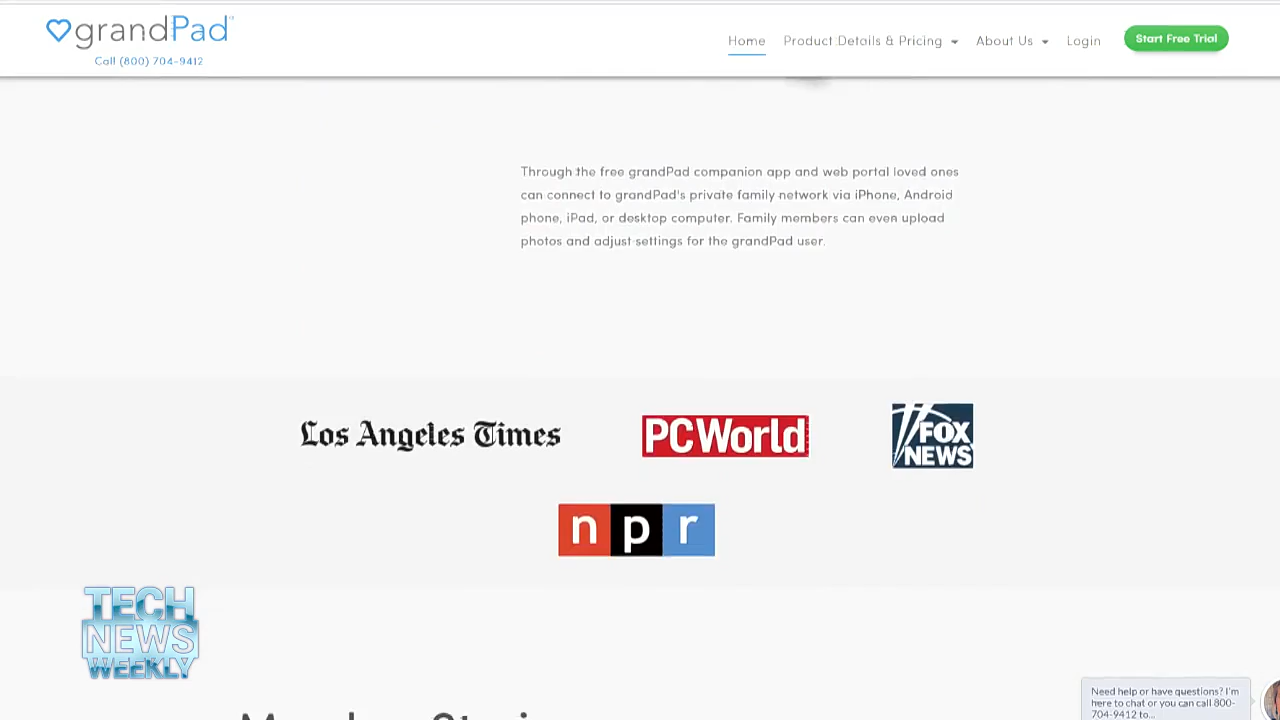 grandPad
Call (800) 704-9412
Home Product Details & Pricing About Us Login Start Free Trial
Through the free grandPad companion app and web portal loved ones
can connect to grandPad's private family network via iPhone, Android
phone, iPad, or desktop computer. Family members can even upload
photos and adjust settings for the grandPad user.
Los Angeles Times PCWorld FOX NEWS
npr
TECH
NEWS
WEEKLY
Need help or have questions? I'm
here to chat or you can call 800-
704-9412 to...